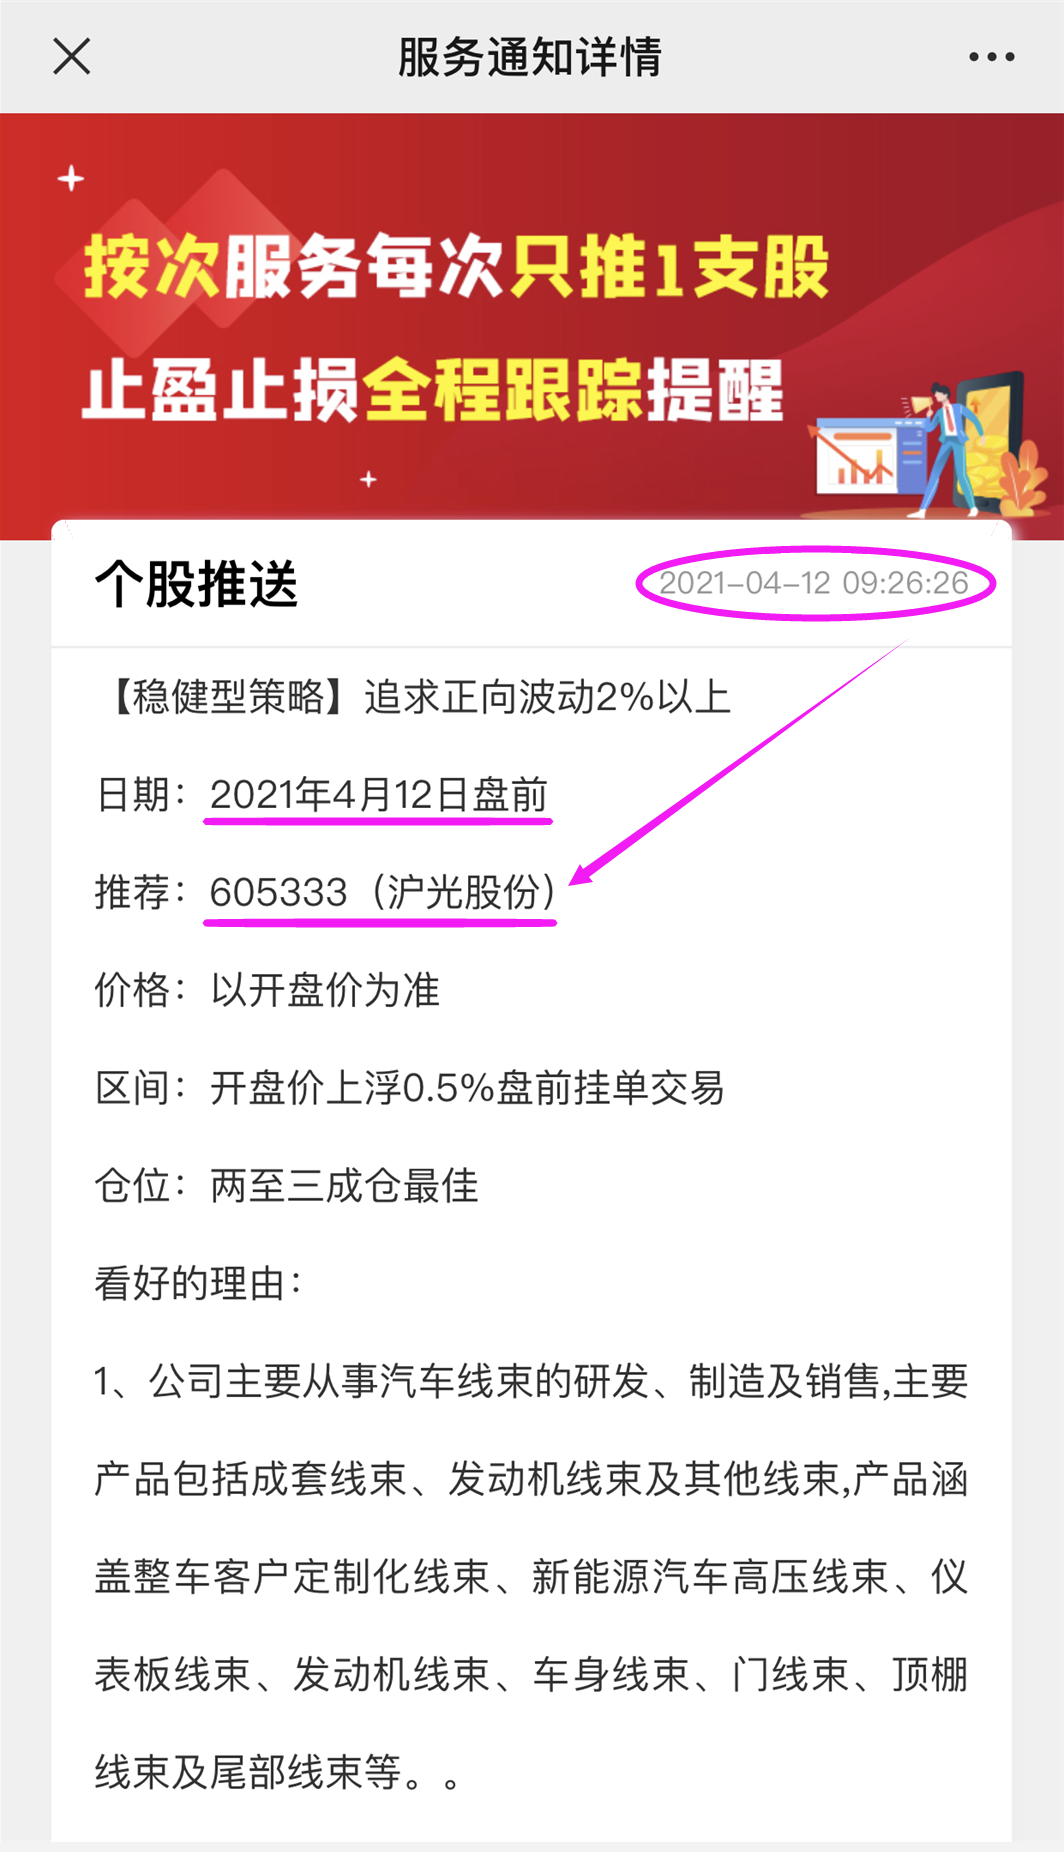 服务通知详情
按次服务每次只推1支股
止盈止损全程跟踪提醒
个股推送
2021-04-12 09:26:26
【稳健型策略】追求正向波动2%以上
日期：2021年4月12日盘前
推荐：605333（沪光股份）
价格：以开盘价为准
区间：开盘价上浮0.5%盘前挂单交易
仓位：两至三成仓最佳
看好的理由：
1、公司主要从事汽车线束的研发、制造及销售,主要
产品包括成套线束、发动机线束及其他线束,产品涵
盖整车客户定制化线束、新能源汽车高压线束、仪
表板线束、发动机线束、车身线束、门线束、顶棚
线束及尾部线束等。。